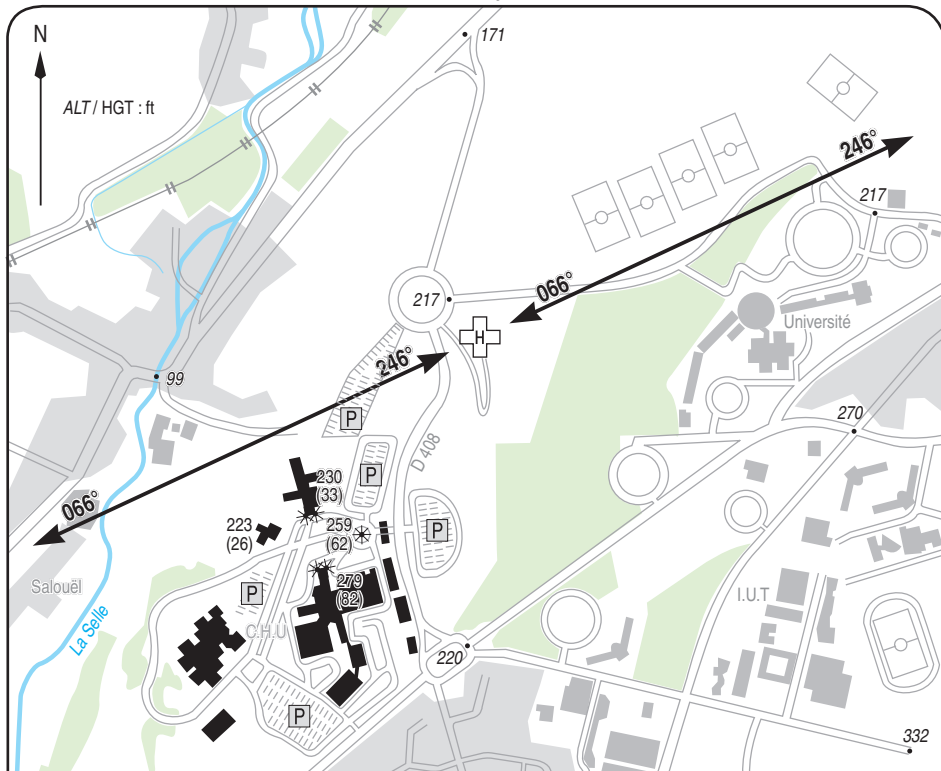 N
171
ALT / HGT : ft
246°
217
066°
217
H
Université
246°
99
P
270
D 408
230
(33)
P
066°
223
(26)
259
(62)
P
Salouël
P
279
(82)
I.U.T
La Selle
C.H.U
220
P
332